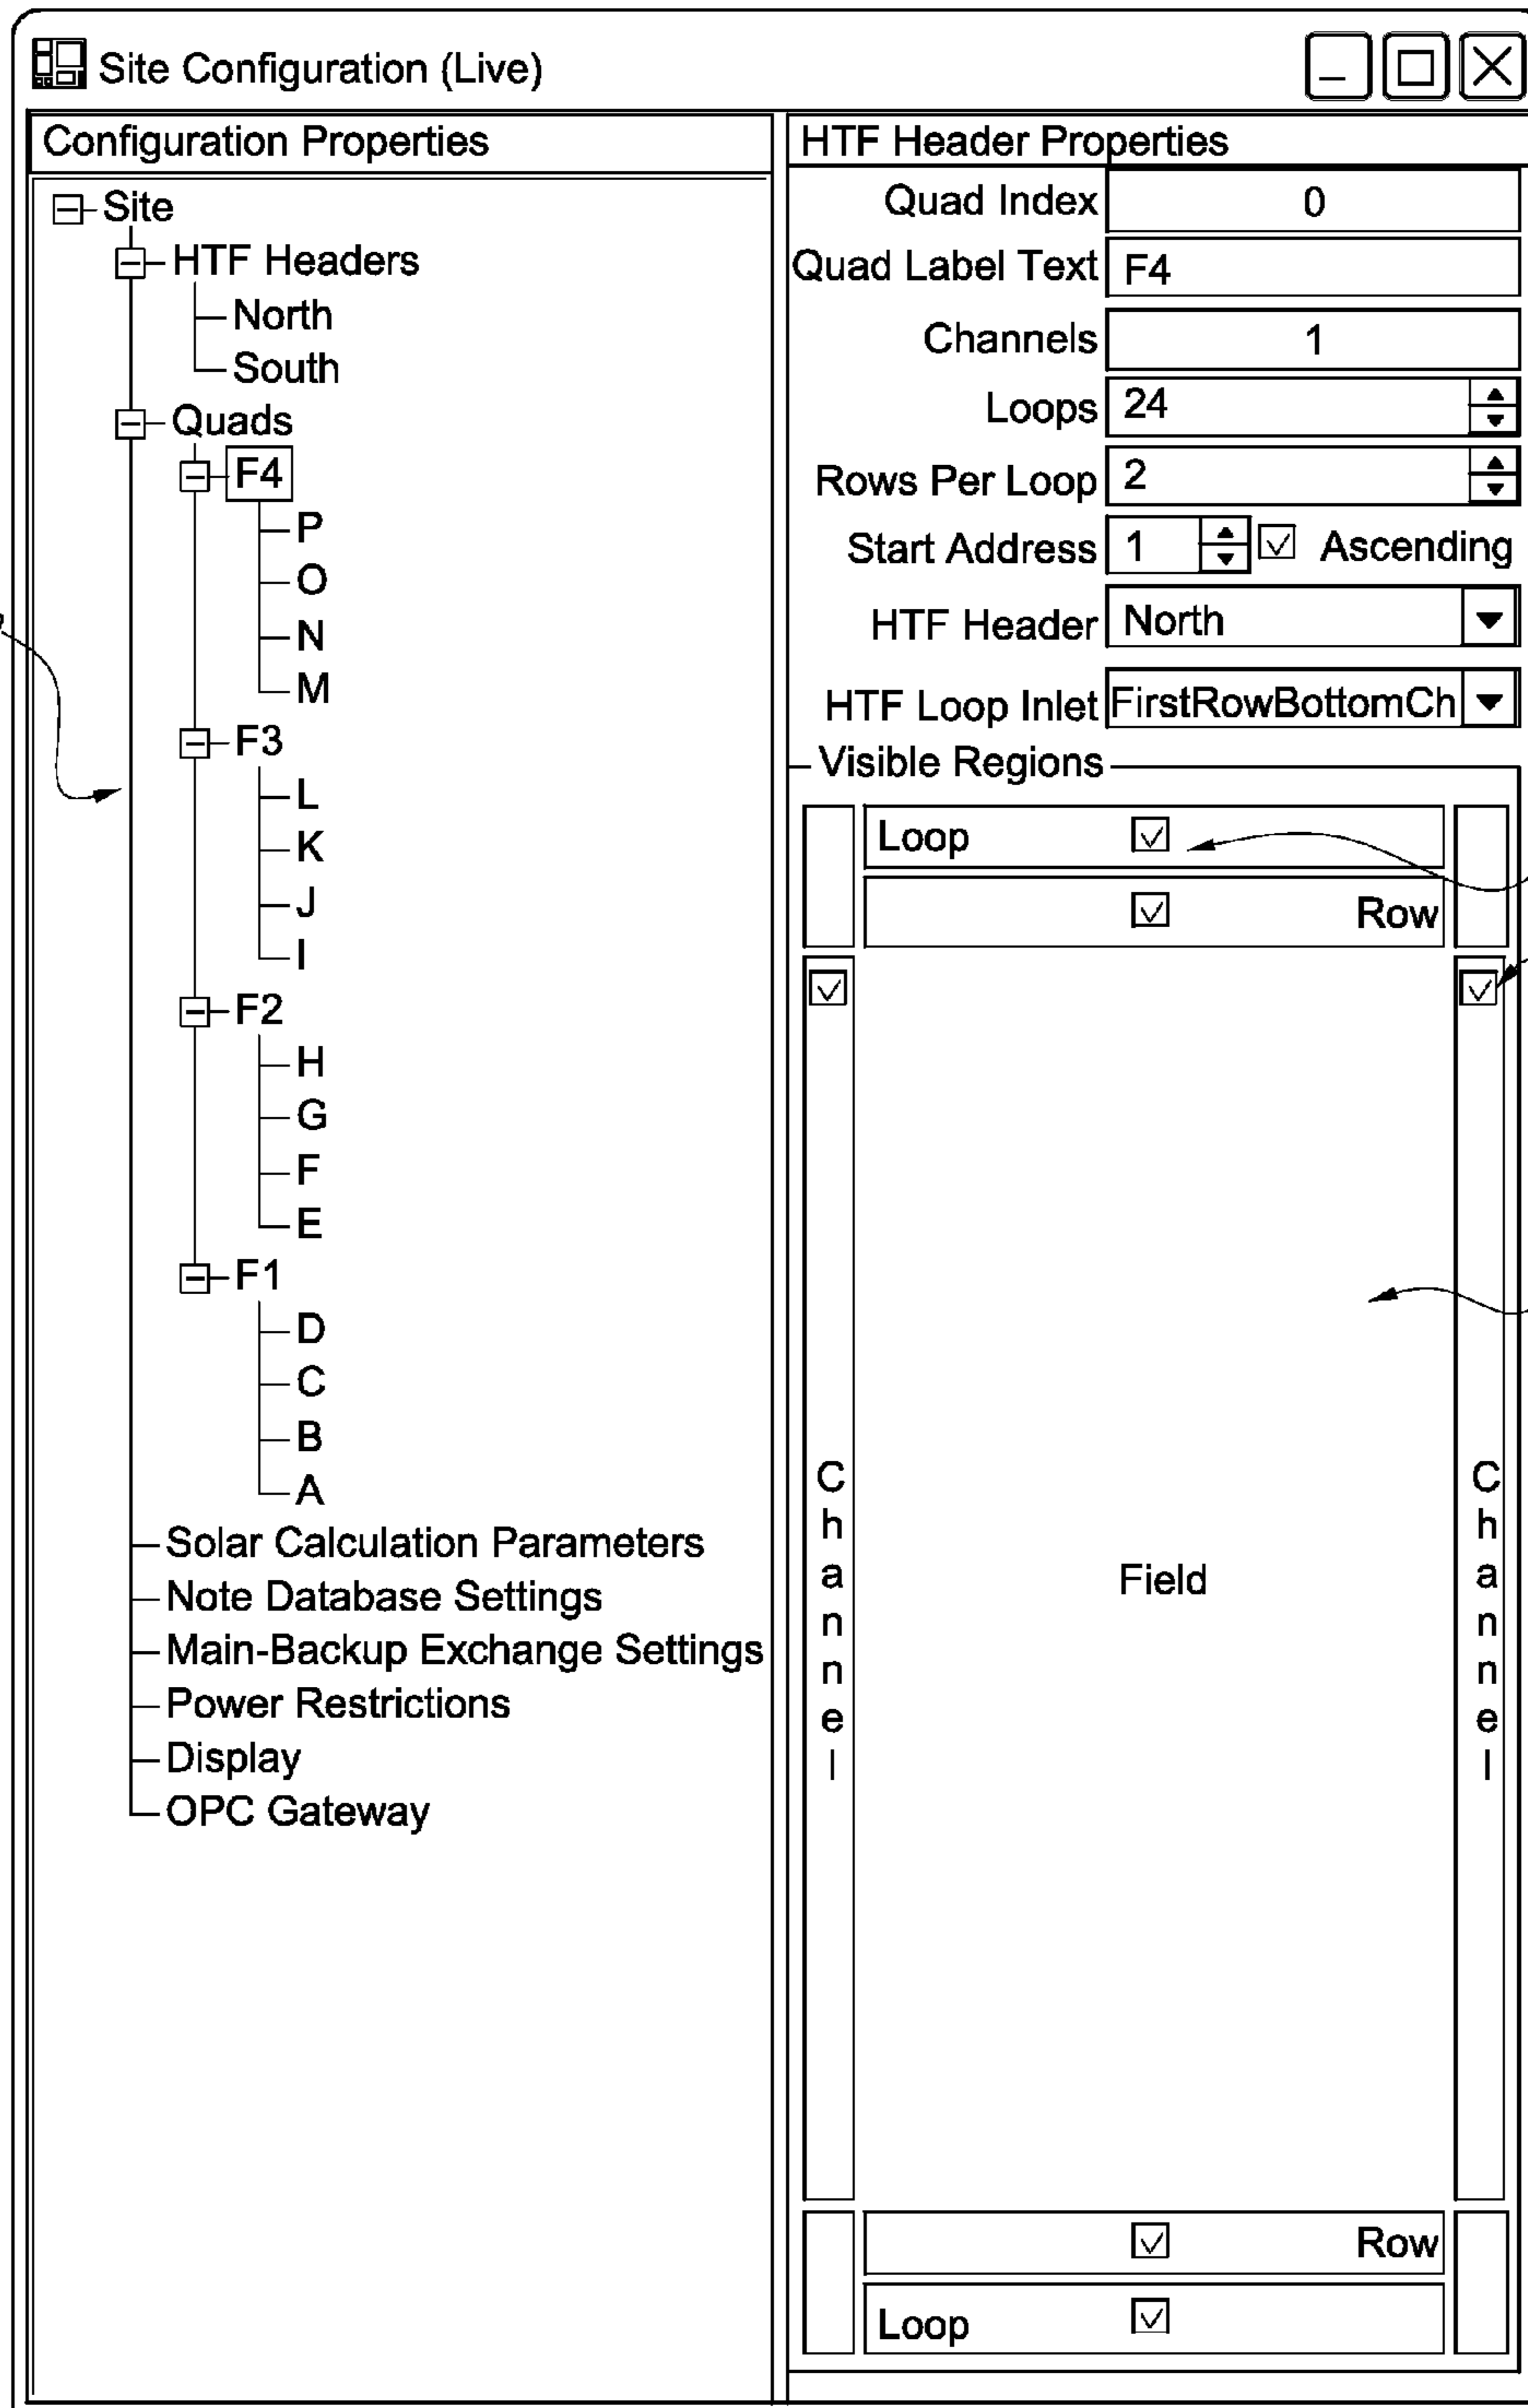 Site Configuration (Live)
Configuration Properties
Site
HTF Headers
North
South
Quads
F4
P
O
N
M
F3
L
K
J
I
F2
H
G
F
E
F1
D
C
B
A
Solar Calculation Parameters
Note Database Settings
Main-Backup Exchange Settings
Power Restrictions
Display
OPC Gateway
HTF Header Properties
Quad Index 0
Quad Label Text F4
Channels 1
Loops 24
Rows Per Loop 2
Start Address 1 Ascending
HTF Header North
HTF Loop Inlet FirstRowBottomCh
Visible Regions
Loop
Row
Channel
Field
Channel
Row
Loop